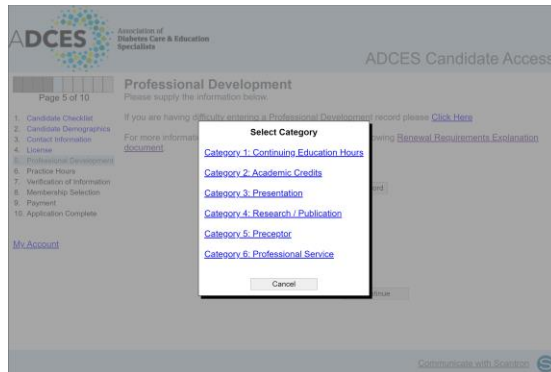 ADCES
Association of
Diabetes Care & Education
Specialists
ADCES Candidate Access
Page 5 of 10
1. Candidate Checklist
2. Candidate Demographics
3. Contact Information
4. License
5. Professional Development
6. Practice Hours
7. Verification of Information
8. Membership Selection
9. Payment
10. Application Complete
My Account
Professional Development
Please supply the information below.
If you are having difficulty entering a Professional Development record please Click Here
For more informati
owing Renewal Requirements Explanation
document
Select Category
Category 1: Continuing Education Hours
Category 2: Academic Credits
Category 3: Presentation
Category 4: Research / Publication
Category 5: Preceptor
Category 6: Professional Service
Cancel
Communicate with Scantron